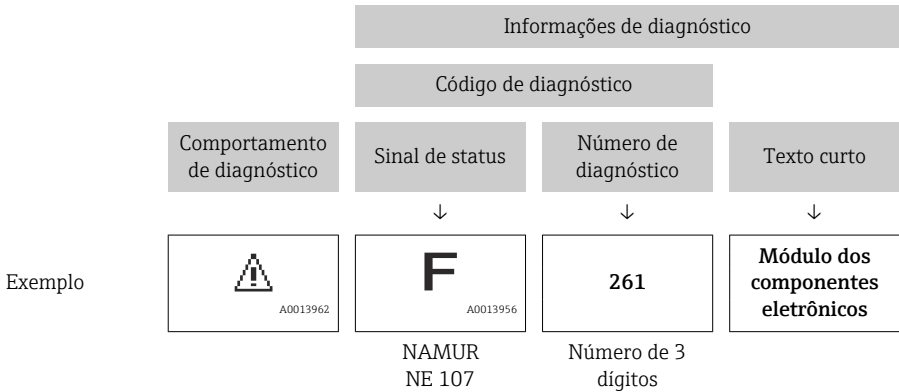 Informações de diagnóstico
Código de diagnóstico
Comportamento
de diagnóstico
Sinal de status
Número de
diagnóstico
Texto curto
↓
↓
↓
Exemplo
A0013962
F
A0013956
261
Módulo dos
componentes
eletrônicos
NAMUR
NE 107
Número de 3
dígitos